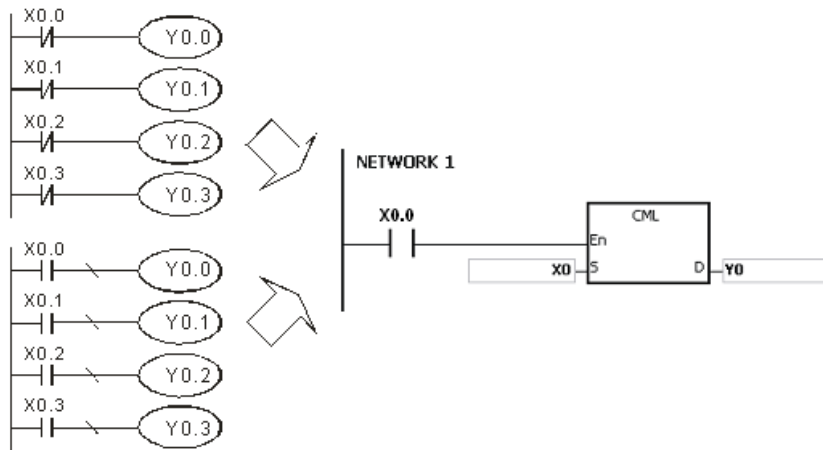 X0.0
Y0.0
X0.1
Y0.1
X0.2
Y0.2
X0.3
Y0.3
X0.0
Y0.0
X0.1
Y0.1
X0.2
Y0.2
X0.3
Y0.3
NETWORK 1
X0.0
CML
En
X0 S D Y0